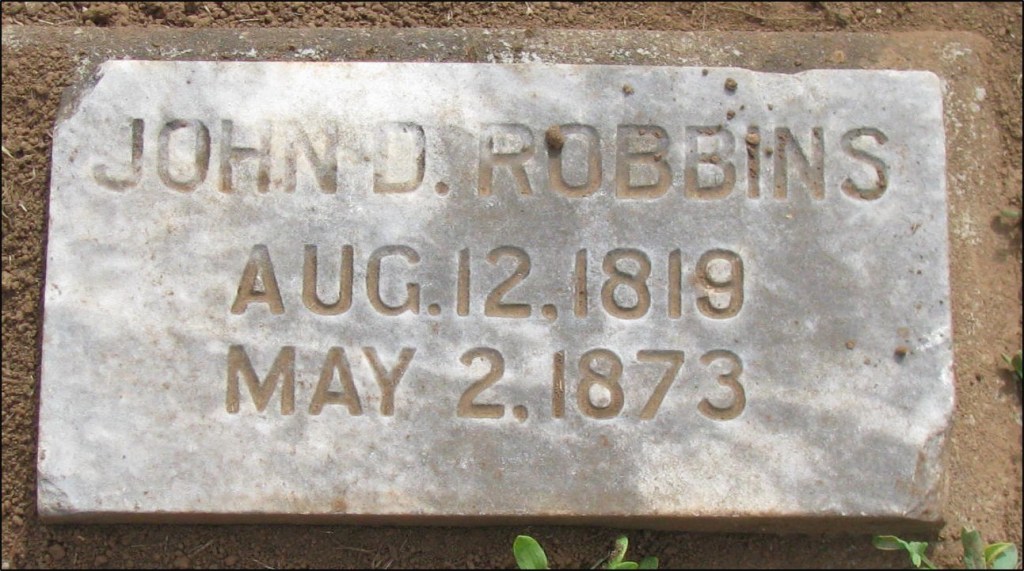 JOHN D. ROBBINS
AUG. 12, 1819
MAY 2, 1873